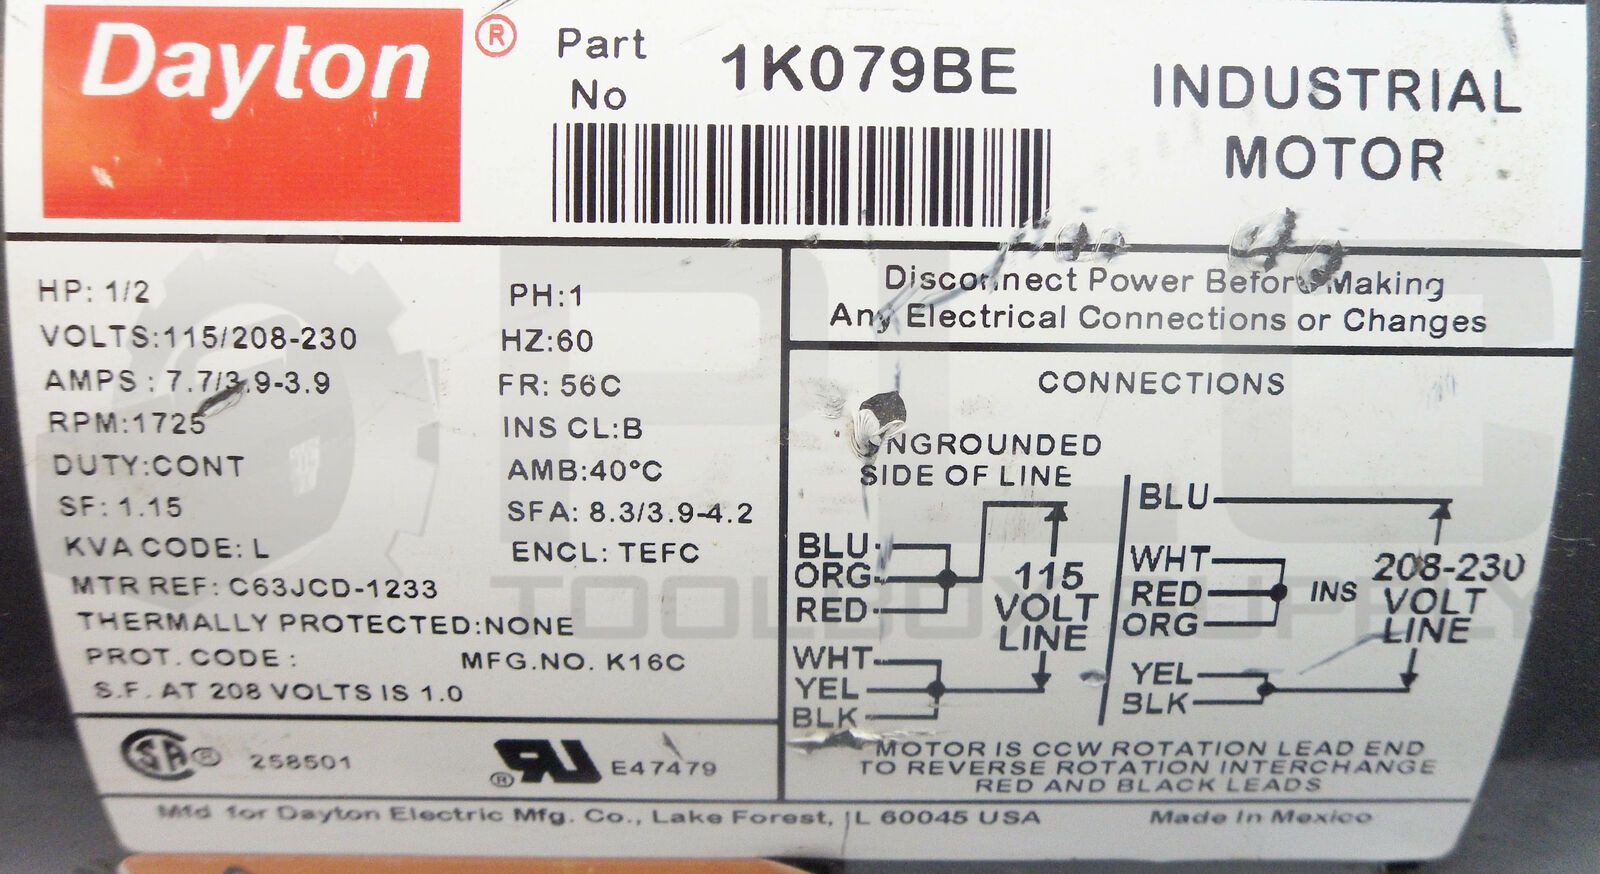 Dayton ®
Part No 1K079BE
INDUSTRIAL
MOTOR
HP: 1/2
VOLTS:115/208-230
AMPS: 7.7/3.9-3.9
RPM:1725
DUTY:CONT
SF: 1.15
KVA CODE: L
MTR REF: C63JCD-1233
THERMALLY PROTECTED:NONE
PROT. CODE: MFG.NO. K16C
S.F. AT 208 VOLTS IS 1.0
PH:1
HZ:60
FR: 56C
INS CL:B
AMB:40°C
SFA: 8.3/3.9-4.2
ENCL: TEFC
Disconnect Power Before Making
Any Electrical Connections or Changes
CONNECTIONS
UNGROUNDED
SIDE OF LINE
BLU
ORG
RED
WHT
YEL
BLK
115
VOLT
LINE
BLU
WHT
RED
ORG
INS
YEL
BLK
208-230
VOLT
LINE
MOTOR IS CCW ROTATION LEAD END
TO REVERSE ROTATION INTERCHANGE
RED AND BLACK LEADS
SA ® 258501
® RU E47479
Mfd for Dayton Electric Mfg. Co., Lake Forest, IL 60045 USA
Made In Mexico
PLC
TOOLBOX SUPPLY